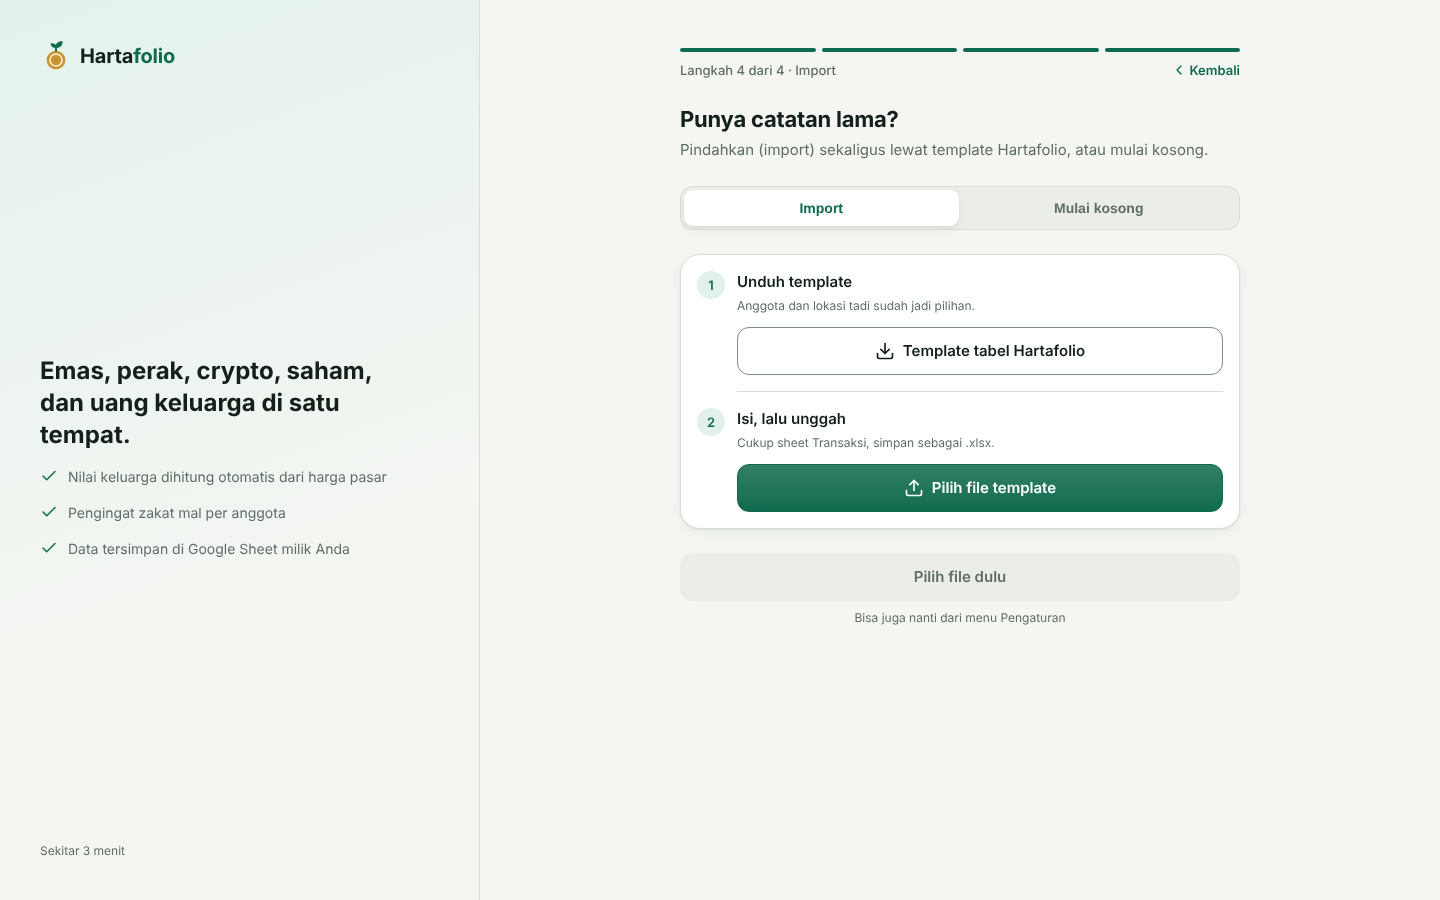 Hartafolio
Emas, perak, crypto, saham,
dan uang keluarga di satu
tempat.
Nilai keluarga dihitung otomatis dari harga pasar
Pengingat zakat mal per anggota
Data tersimpan di Google Sheet milik Anda
Sekitar 3 menit
Langkah 4 dari 4 · Import
Kembali
Punya catatan lama?
Pindahkan (import) sekaligus lewat template Hartafolio, atau mulai kosong.
Import
Mulai kosong
1
Unduh template
Anggota dan lokasi tadi sudah jadi pilihan.
Template tabel Hartafolio
2
Isi, lalu unggah
Cukup sheet Transaksi, simpan sebagai .xlsx.
Pilih file template
Pilih file dulu
Bisa juga nanti dari menu Pengaturan